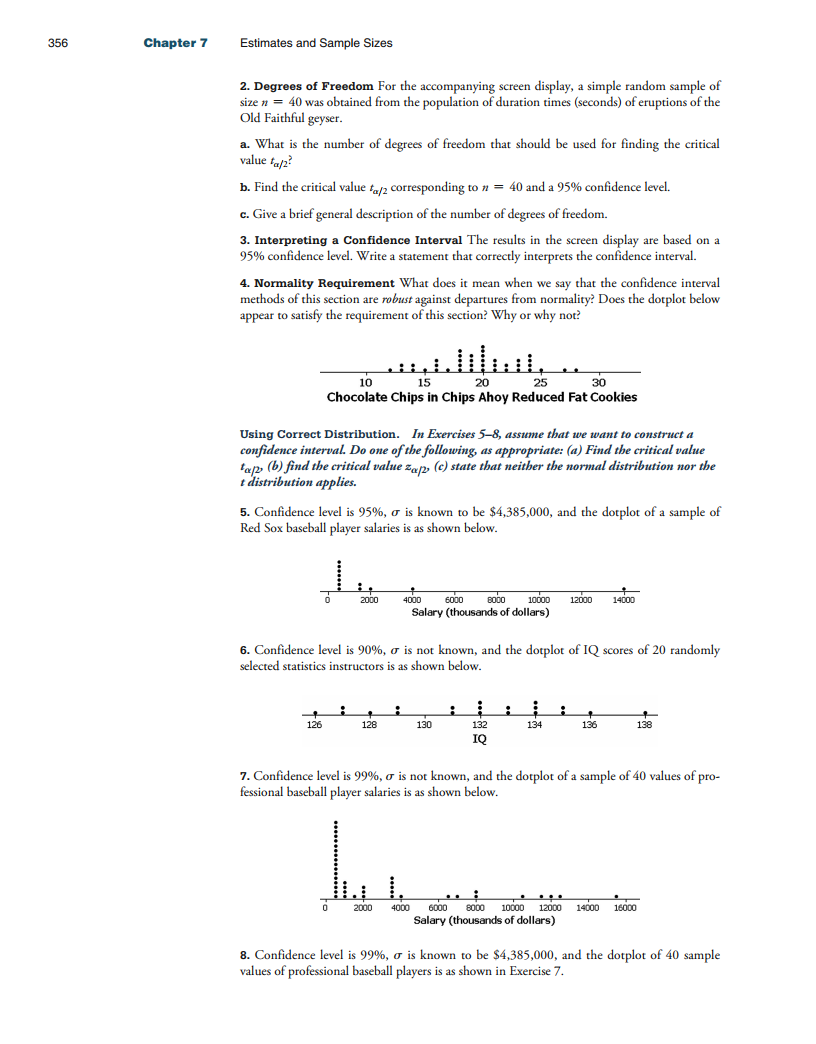 356 Chapter 7 Estimates and Sample Sizes
2. Degrees of Freedom For the accompanying screen display, a simple random sample of
size n = 40 was obtained from the population of duration times (seconds) of eruptions of the
Old Faithful geyser.
a. What is the number of degrees of freedom that should be used for finding the critical
value tα/2?
b. Find the critical value tα/2 corresponding to n = 40 and a 95% confidence level.
c. Give a brief general description of the number of degrees of freedom.
3. Interpreting a Confidence Interval The results in the screen display are based on a
95% confidence level. Write a statement that correctly interprets the confidence interval.
4. Normality Requirement What does it mean when we say that the confidence interval
methods of this section are robust against departures from normality? Does the dotplot below
appear to satisfy the requirement of this section? Why or why not?
10 15 20 25 30
Chocolate Chips in Chips Ahoy Reduced Fat Cookies
Using Correct Distribution. In Exercises 5–8, assume that we want to construct a
confidence interval. Do one of the following, as appropriate: (a) Find the critical value
tα/2, (b) find the critical value zα/2, (c) state that neither the normal distribution nor the
t distribution applies.
5. Confidence level is 95%, σ is known to be $4,385,000, and the dotplot of a sample of
Red Sox baseball player salaries is as shown below.
0 2000 4000 6000 8000 10000 12000 14000
Salary (thousands of dollars)
6. Confidence level is 90%, σ is not known, and the dotplot of IQ scores of 20 randomly
selected statistics instructors is as shown below.
126 128 130 132 134 136 138
IQ
7. Confidence level is 99%, σ is not known, and the dotplot of a sample of 40 values of pro-
fessional baseball player salaries is as shown below.
0 2000 4000 6000 8000 10000 12000 14000 16000
Salary (thousands of dollars)
8. Confidence level is 99%, σ is known to be $4,385,000, and the dotplot of 40 sample
values of professional baseball players is as shown in Exercise 7.